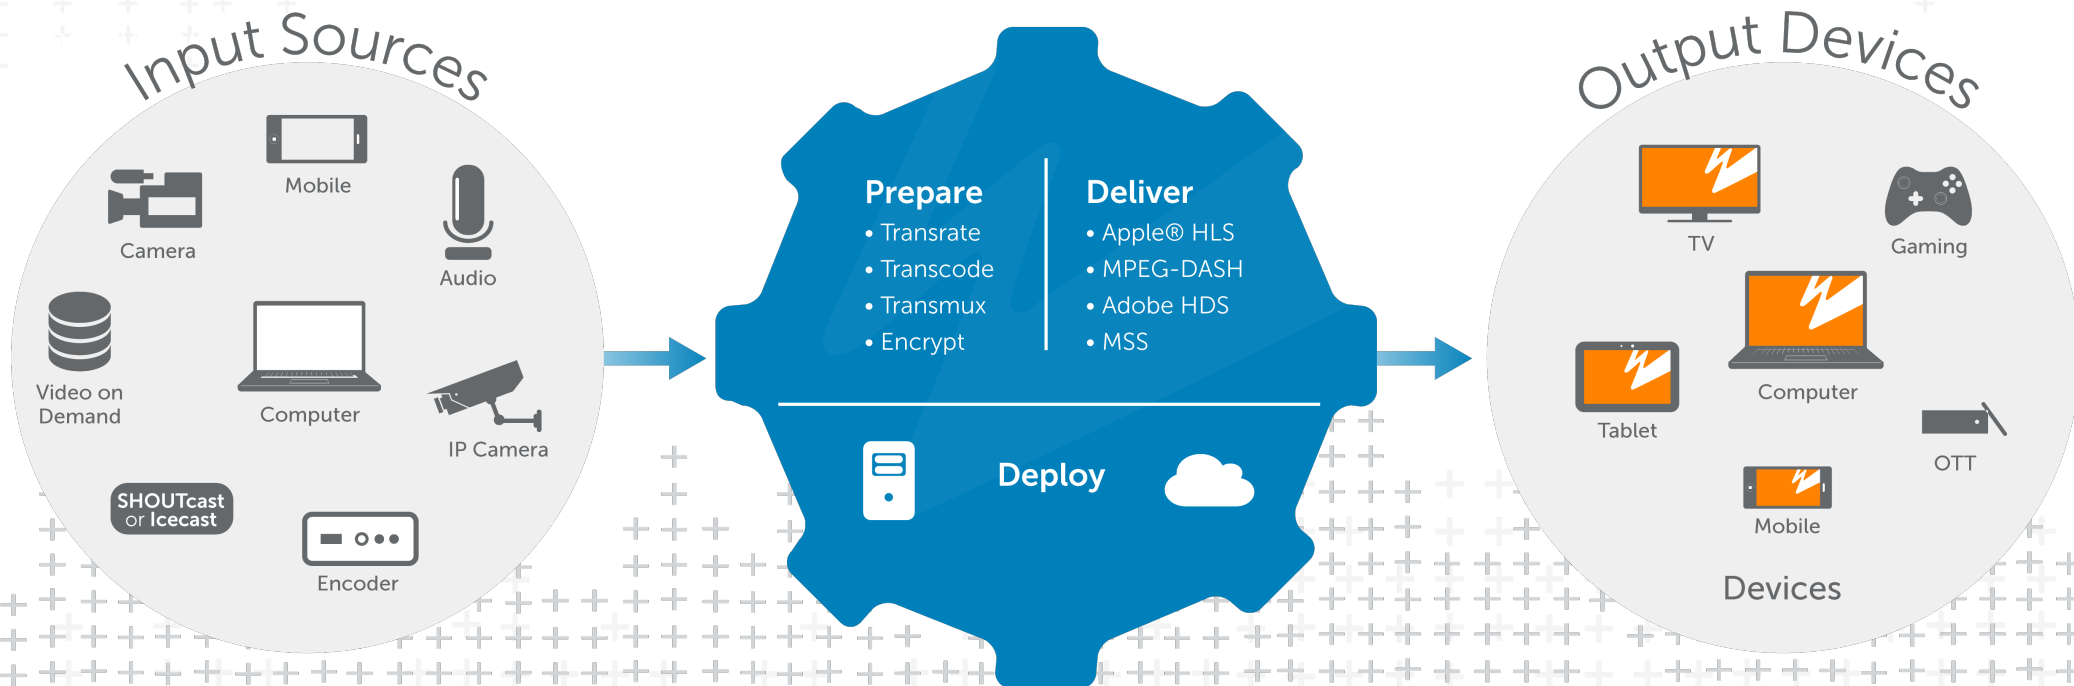 Input Sources
Mobile
Camera
Audio
Video on
Demand
Computer
IP Camera
SHOUTcast
or Icecast
Encoder
Prepare
• Transrate
• Transcode
• Transmux
• Encrypt
Deliver
• Apple® HLS
• MPEG-DASH
• Adobe HDS
• MSS
Deploy
Output Devices
TV
Gaming
Computer
Tablet
OTT
Mobile
Devices